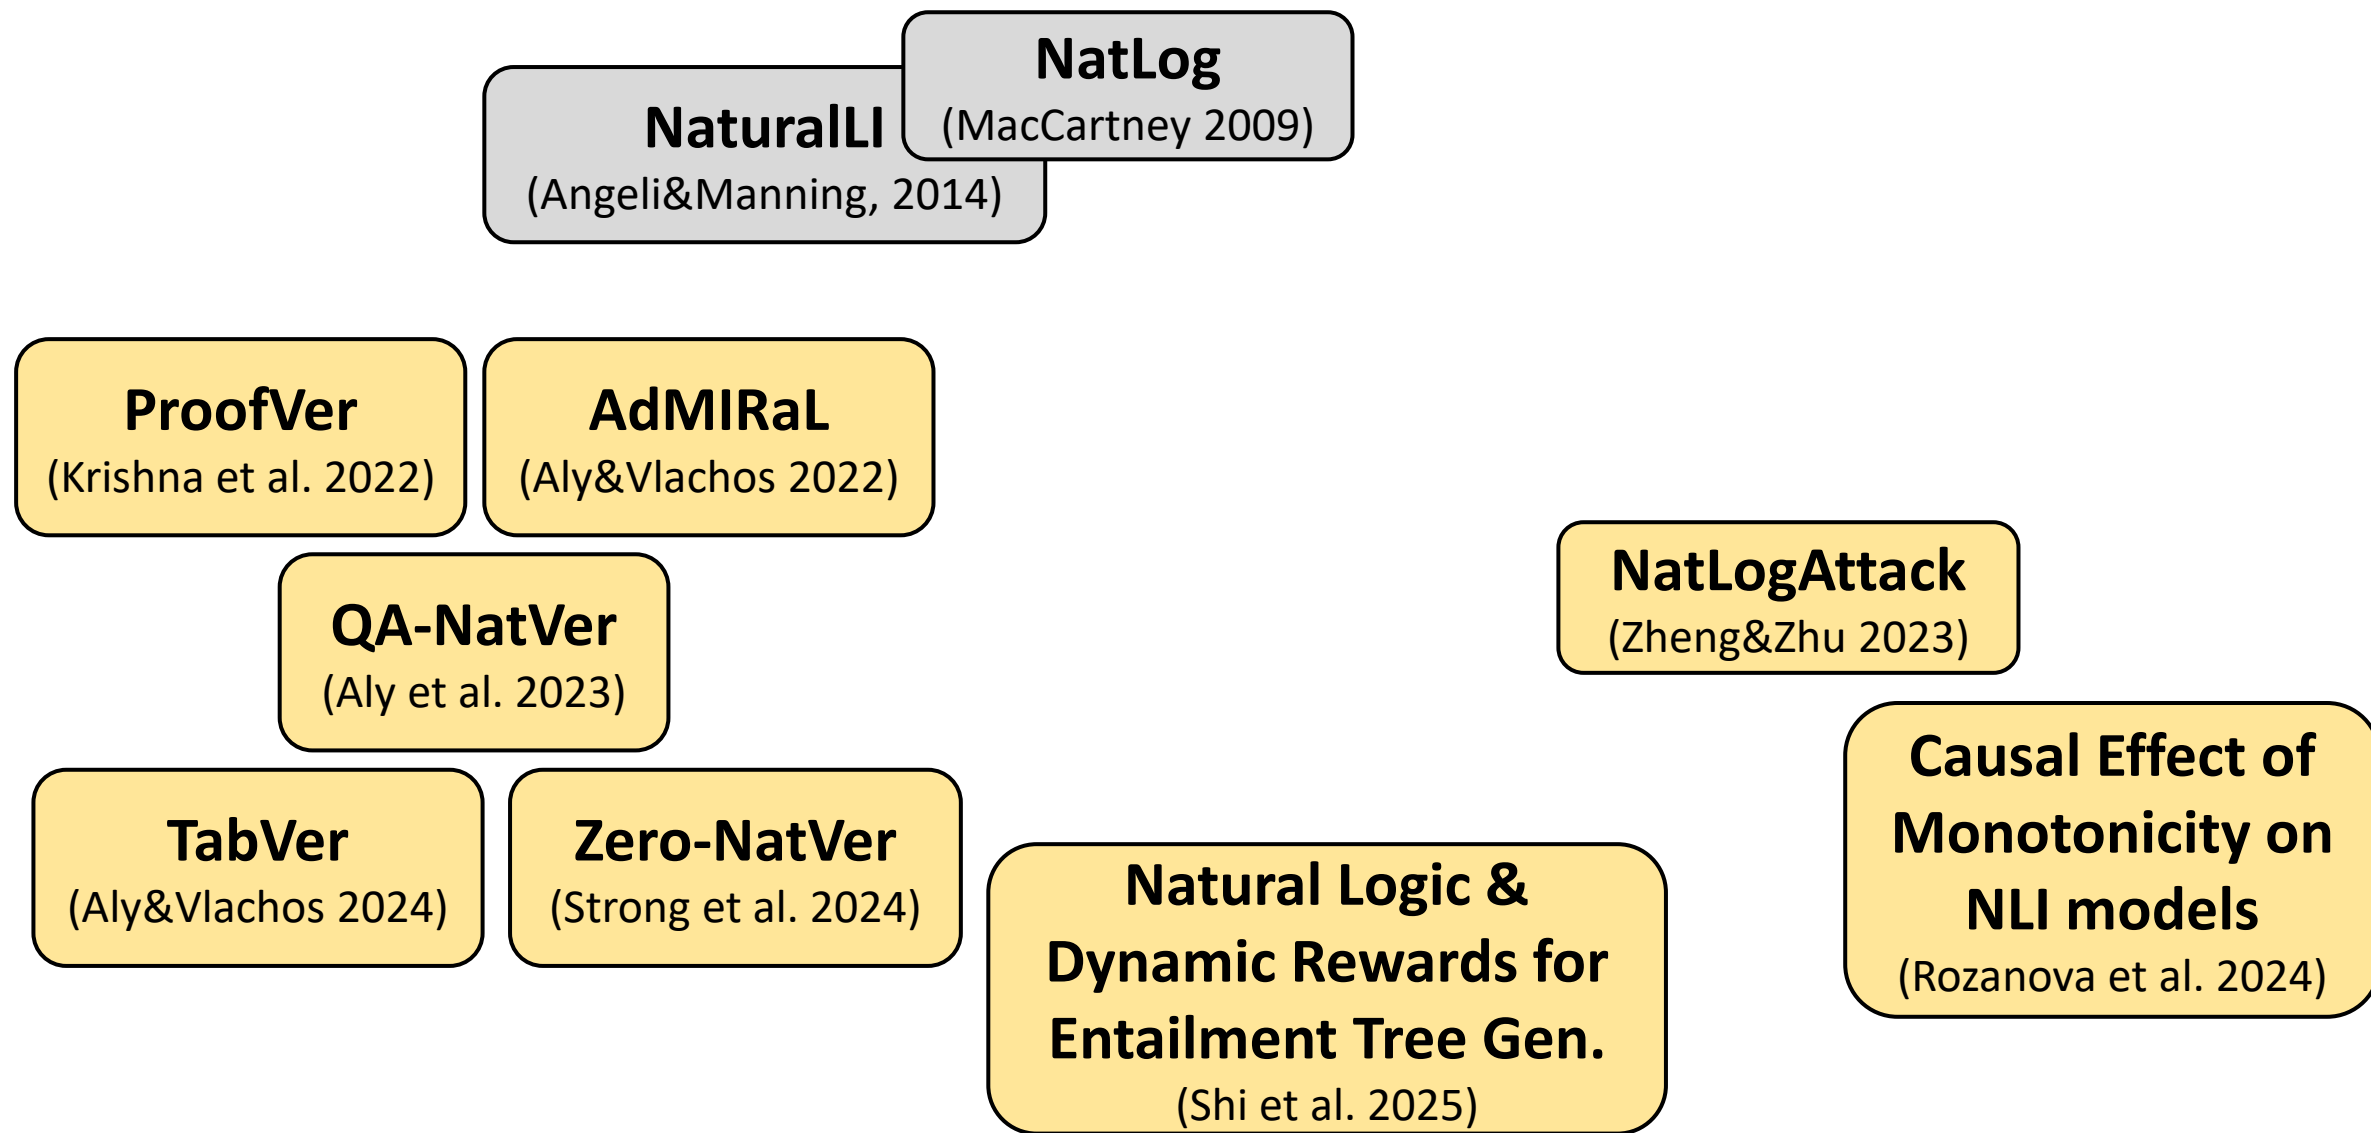 NatLog
(MacCartney 2009)
NaturalLI
(Angeli&Manning, 2014)
ProofVer
(Krishna et al. 2022)
AdMIRaL
(Aly&Vlachos 2022)
QA-NatVer
(Aly et al. 2023)
NatLogAttack
(Zheng&Zhu 2023)
TabVer
(Aly&Vlachos 2024)
Zero-NatVer
(Strong et al. 2024)
Natural Logic &
Dynamic Rewards for
Entailment Tree Gen.
(Shi et al. 2025)
Causal Effect of
Monotonicity on
NLI models
(Rozanova et al. 2024)